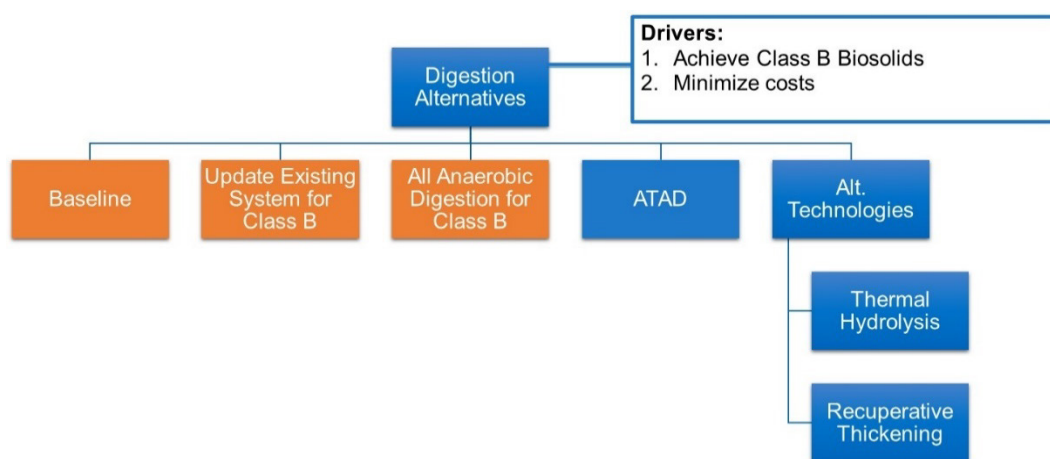 Drivers:
1. Achieve Class B Biosolids
2. Minimize costs
Digestion
Alternatives
Baseline
Update Existing
System for
Class B
All Anaerobic
Digestion for
Class B
ATAD
Alt.
Technologies
Thermal
Hydrolysis
Recuperative
Thickening